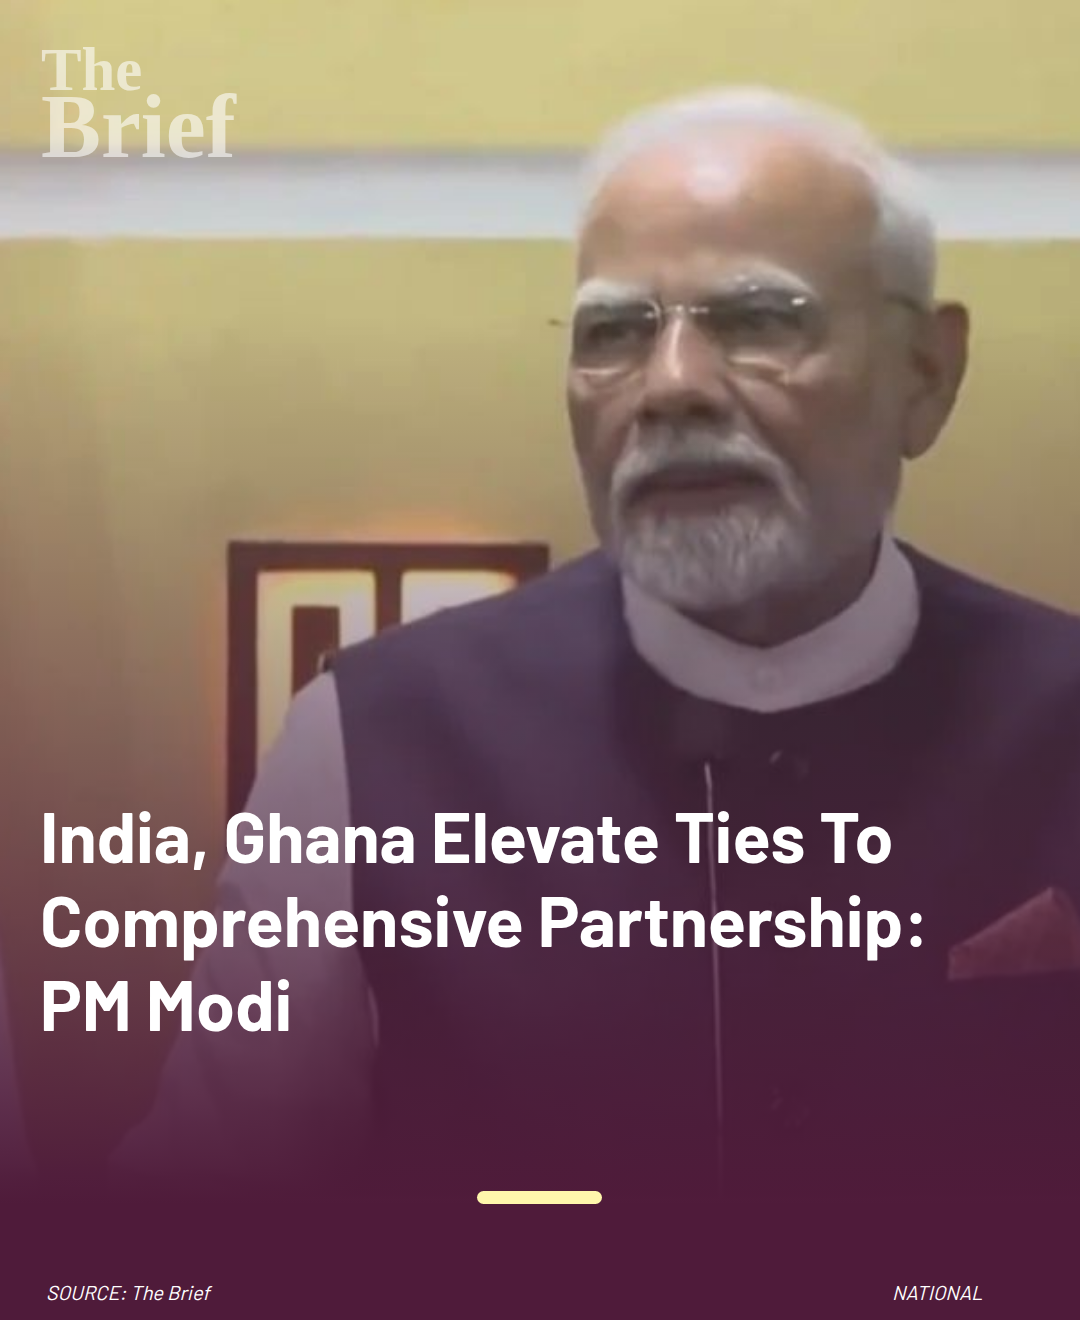 The
Brief
India, Ghana Elevate Ties To
Comprehensive Partnership:
PM Modi
SOURCE: The Brief
NATIONAL